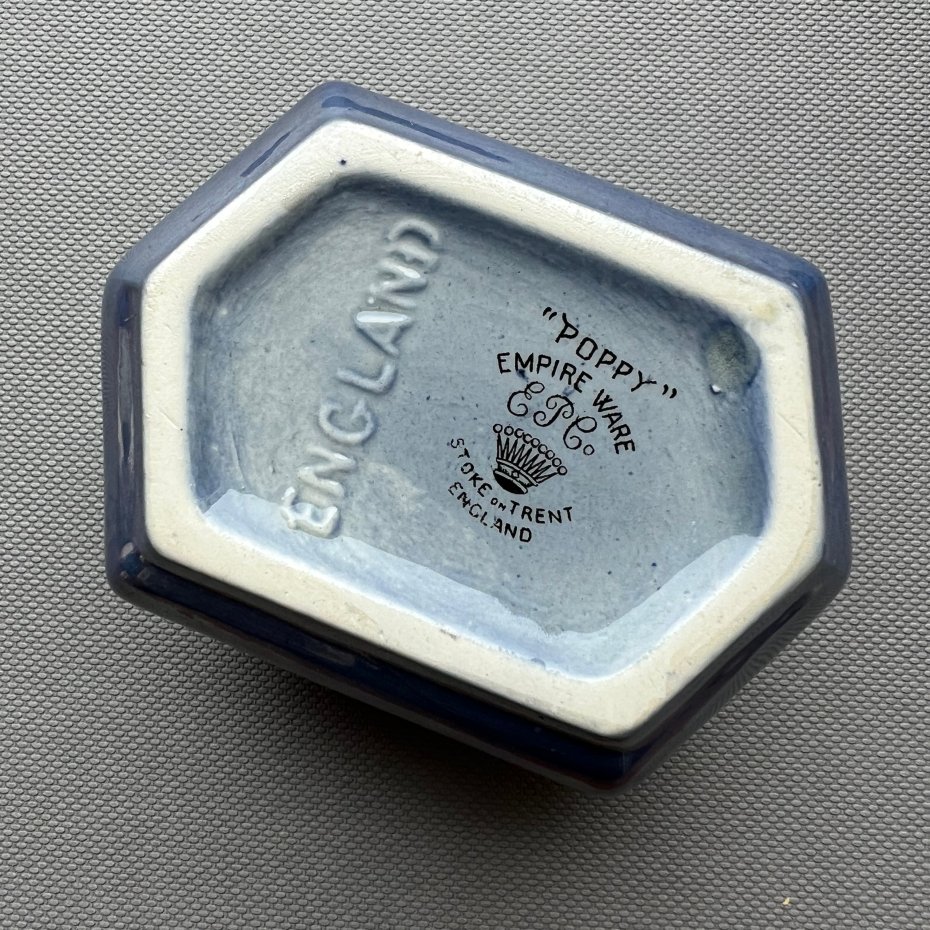 ENGLAND
"POPPY"
EMPIRE WARE
EPCo
STOKE ON TRENT
ENGLAND